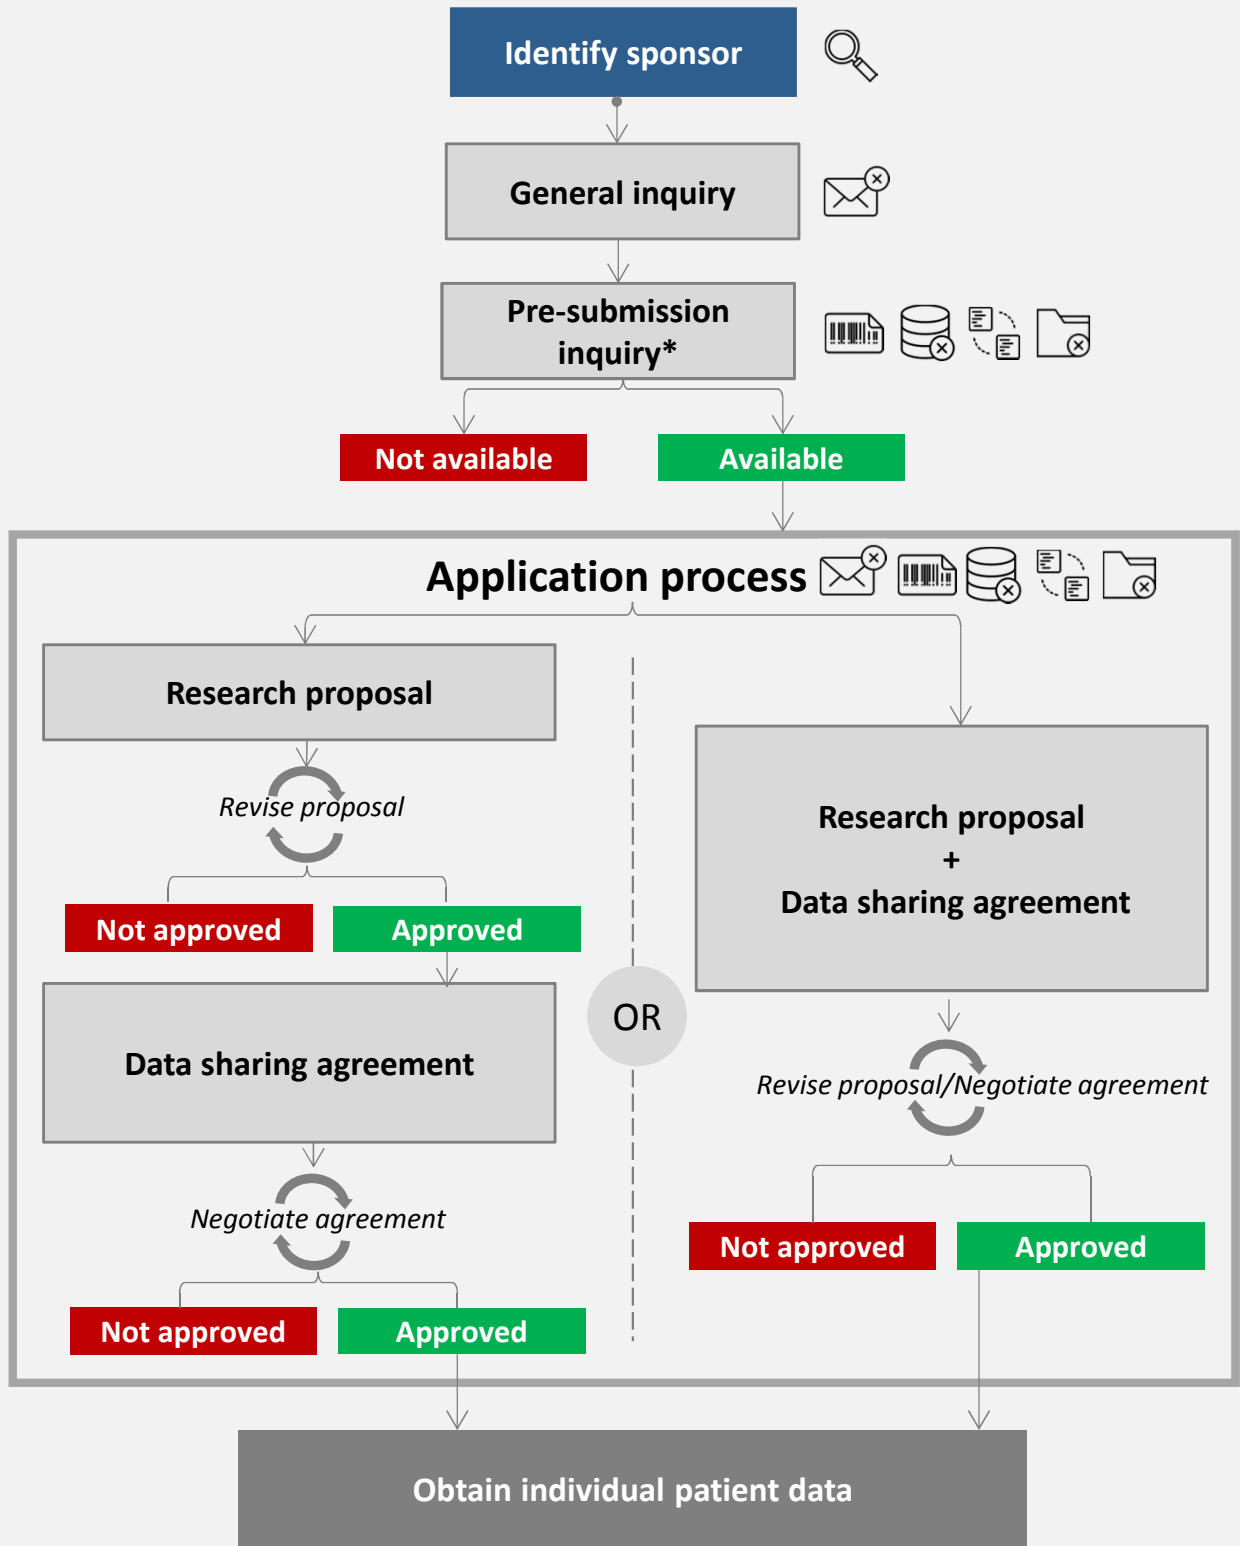 Identify sponsor
General inquiry
Pre-submission
inquiry*
Not available
Available
Application process
Research proposal
Revise proposal
Not approved
Approved
Data sharing agreement
Negotiate agreement
Not approved
Approved
OR
Research proposal
+
Data sharing agreement
Revise proposal/Negotiate agreement
Not approved
Approved
Obtain individual patient data